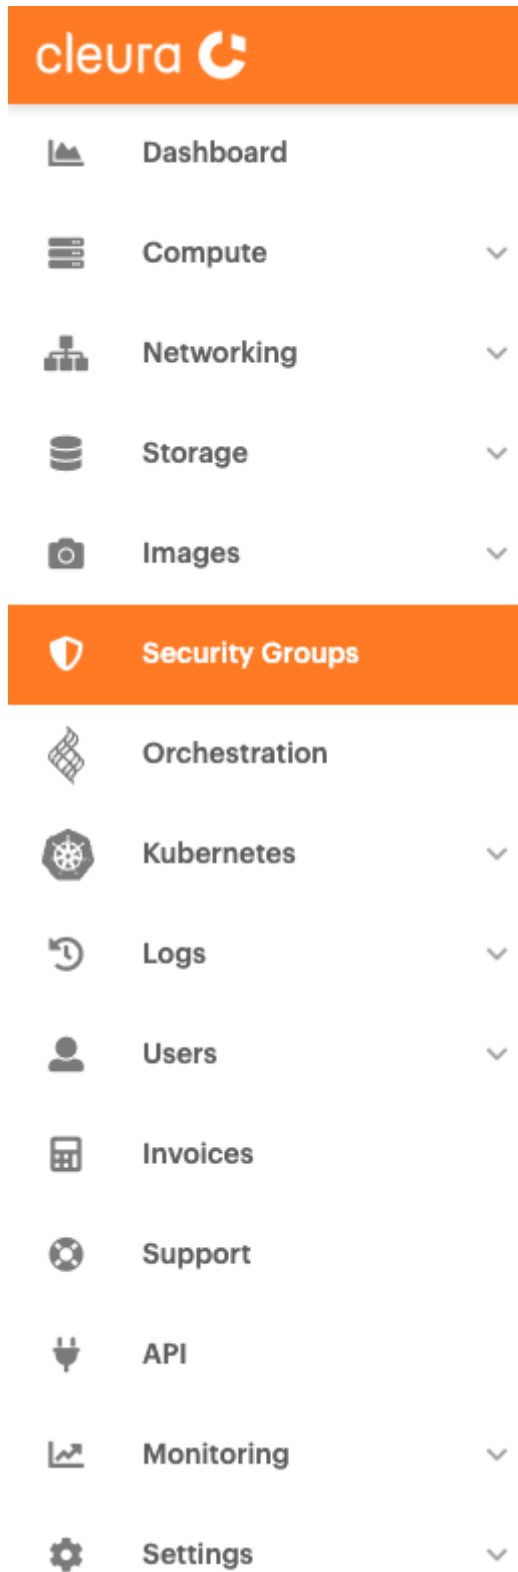 cleura
Dashboard
Compute
Networking
Storage
Images
Security Groups
Orchestration
Kubernetes
Logs
Users
Invoices
Support
API
Monitoring
Settings